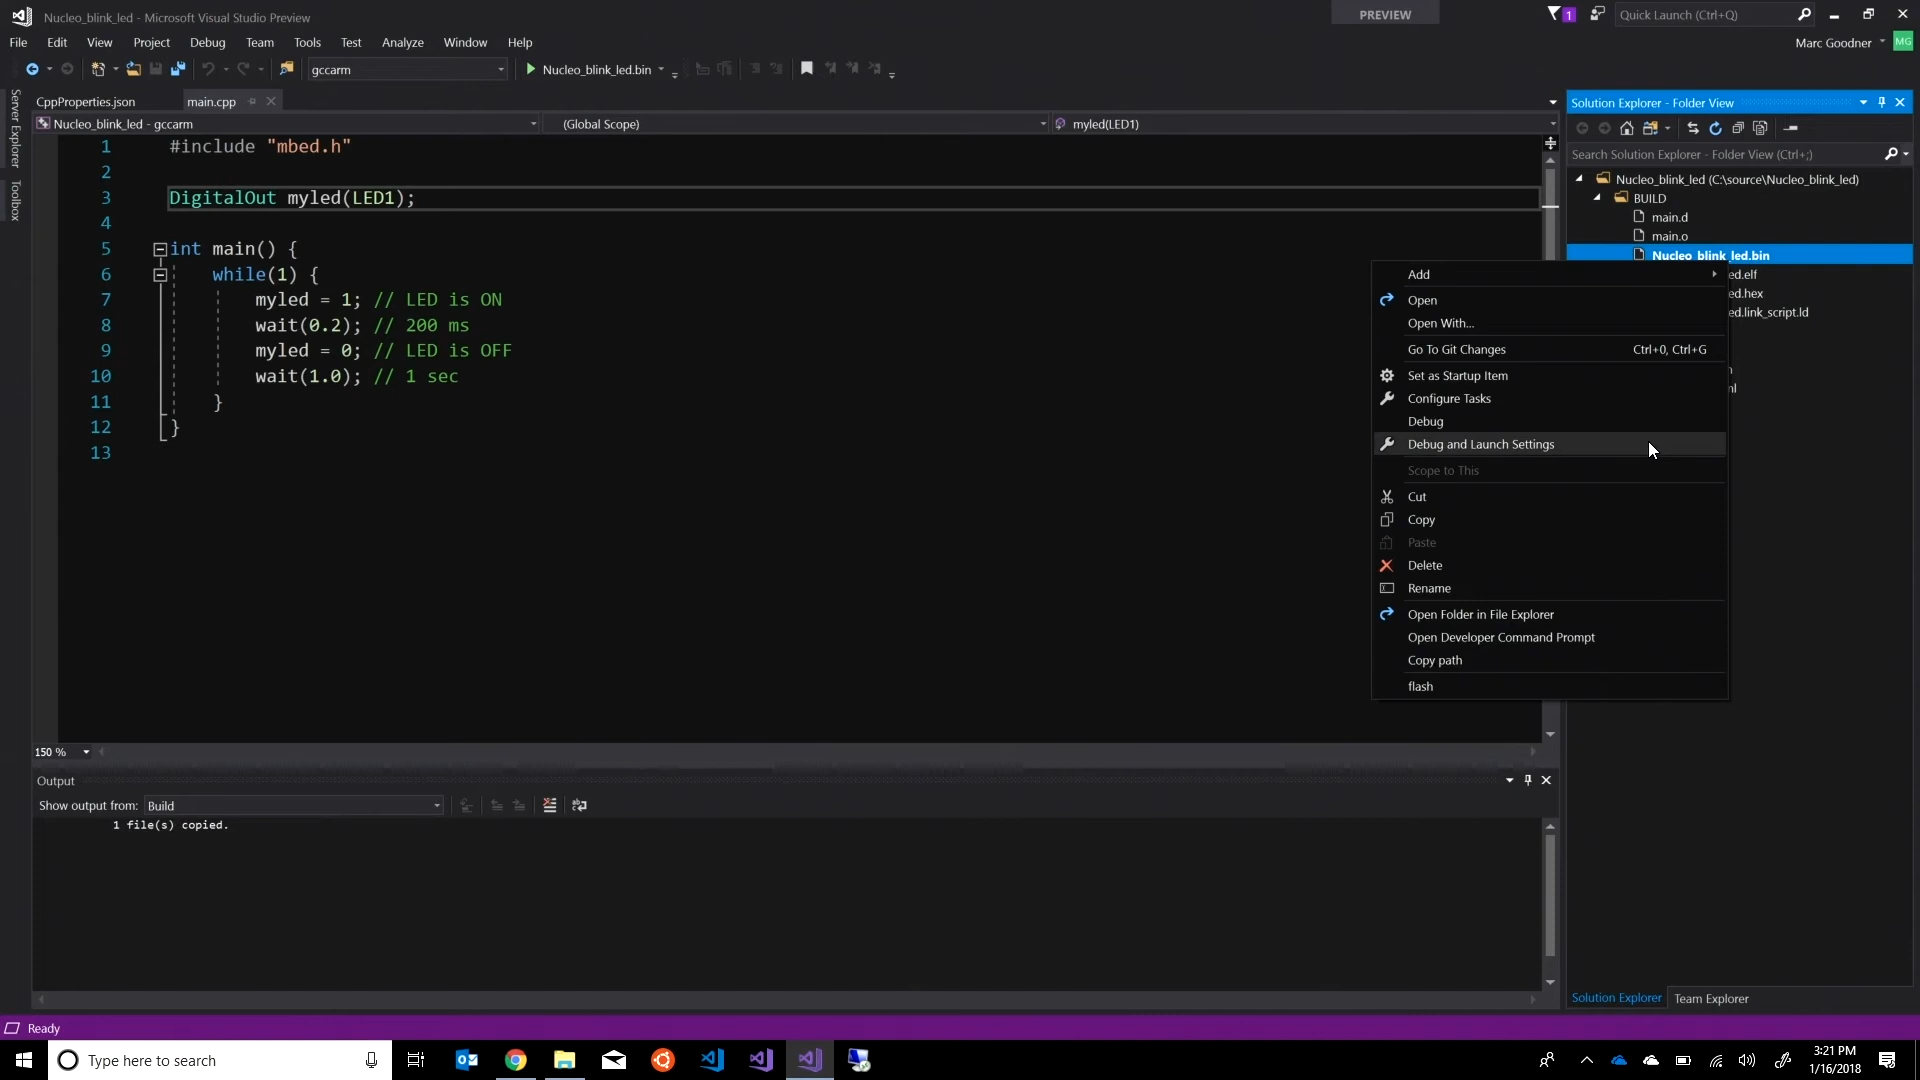 Nucleo_blink_led - Microsoft Visual Studio Preview
PREVIEW
1
Quick Launch (Ctrl+Q)
File Edit View Project Debug Team Tools Test Analyze Window Help
Marc Goodner MG
gccarm
Nucleo_blink_led.bin
Server Explorer
Toolbox
CppProperties.json
main.cpp
Nucleo_blink_led - gccarm
(Global Scope)
myled(LED1)
1 #include "mbed.h"
2
3 DigitalOut myled(LED1);
4
5 int main() {
6 while(1) {
7 myled = 1; // LED is ON
8 wait(0.2); // 200 ms
9 myled = 0; // LED is OFF
10 wait(1.0); // 1 sec
11 }
12 }
13
150 %
Solution Explorer - Folder View
Search Solution Explorer - Folder View (Ctrl+;)
Nucleo_blink_led (C:\source\Nucleo_blink_led)
BUILD
main.d
main.o
Nucleo_blink_led.bin
ed.elf
ed.hex
ed.link_script.ld
Add
Open
Open With...
Go To Git Changes Ctrl+0, Ctrl+G
Set as Startup Item
Configure Tasks
Debug
Debug and Launch Settings
Scope to This
Cut
Copy
Paste
Delete
Rename
Open Folder in File Explorer
Open Developer Command Prompt
Copy path
flash
Output
Show output from: Build
1 file(s) copied.
Solution Explorer Team Explorer
Ready
Type here to search
3:21 PM
1/16/2018